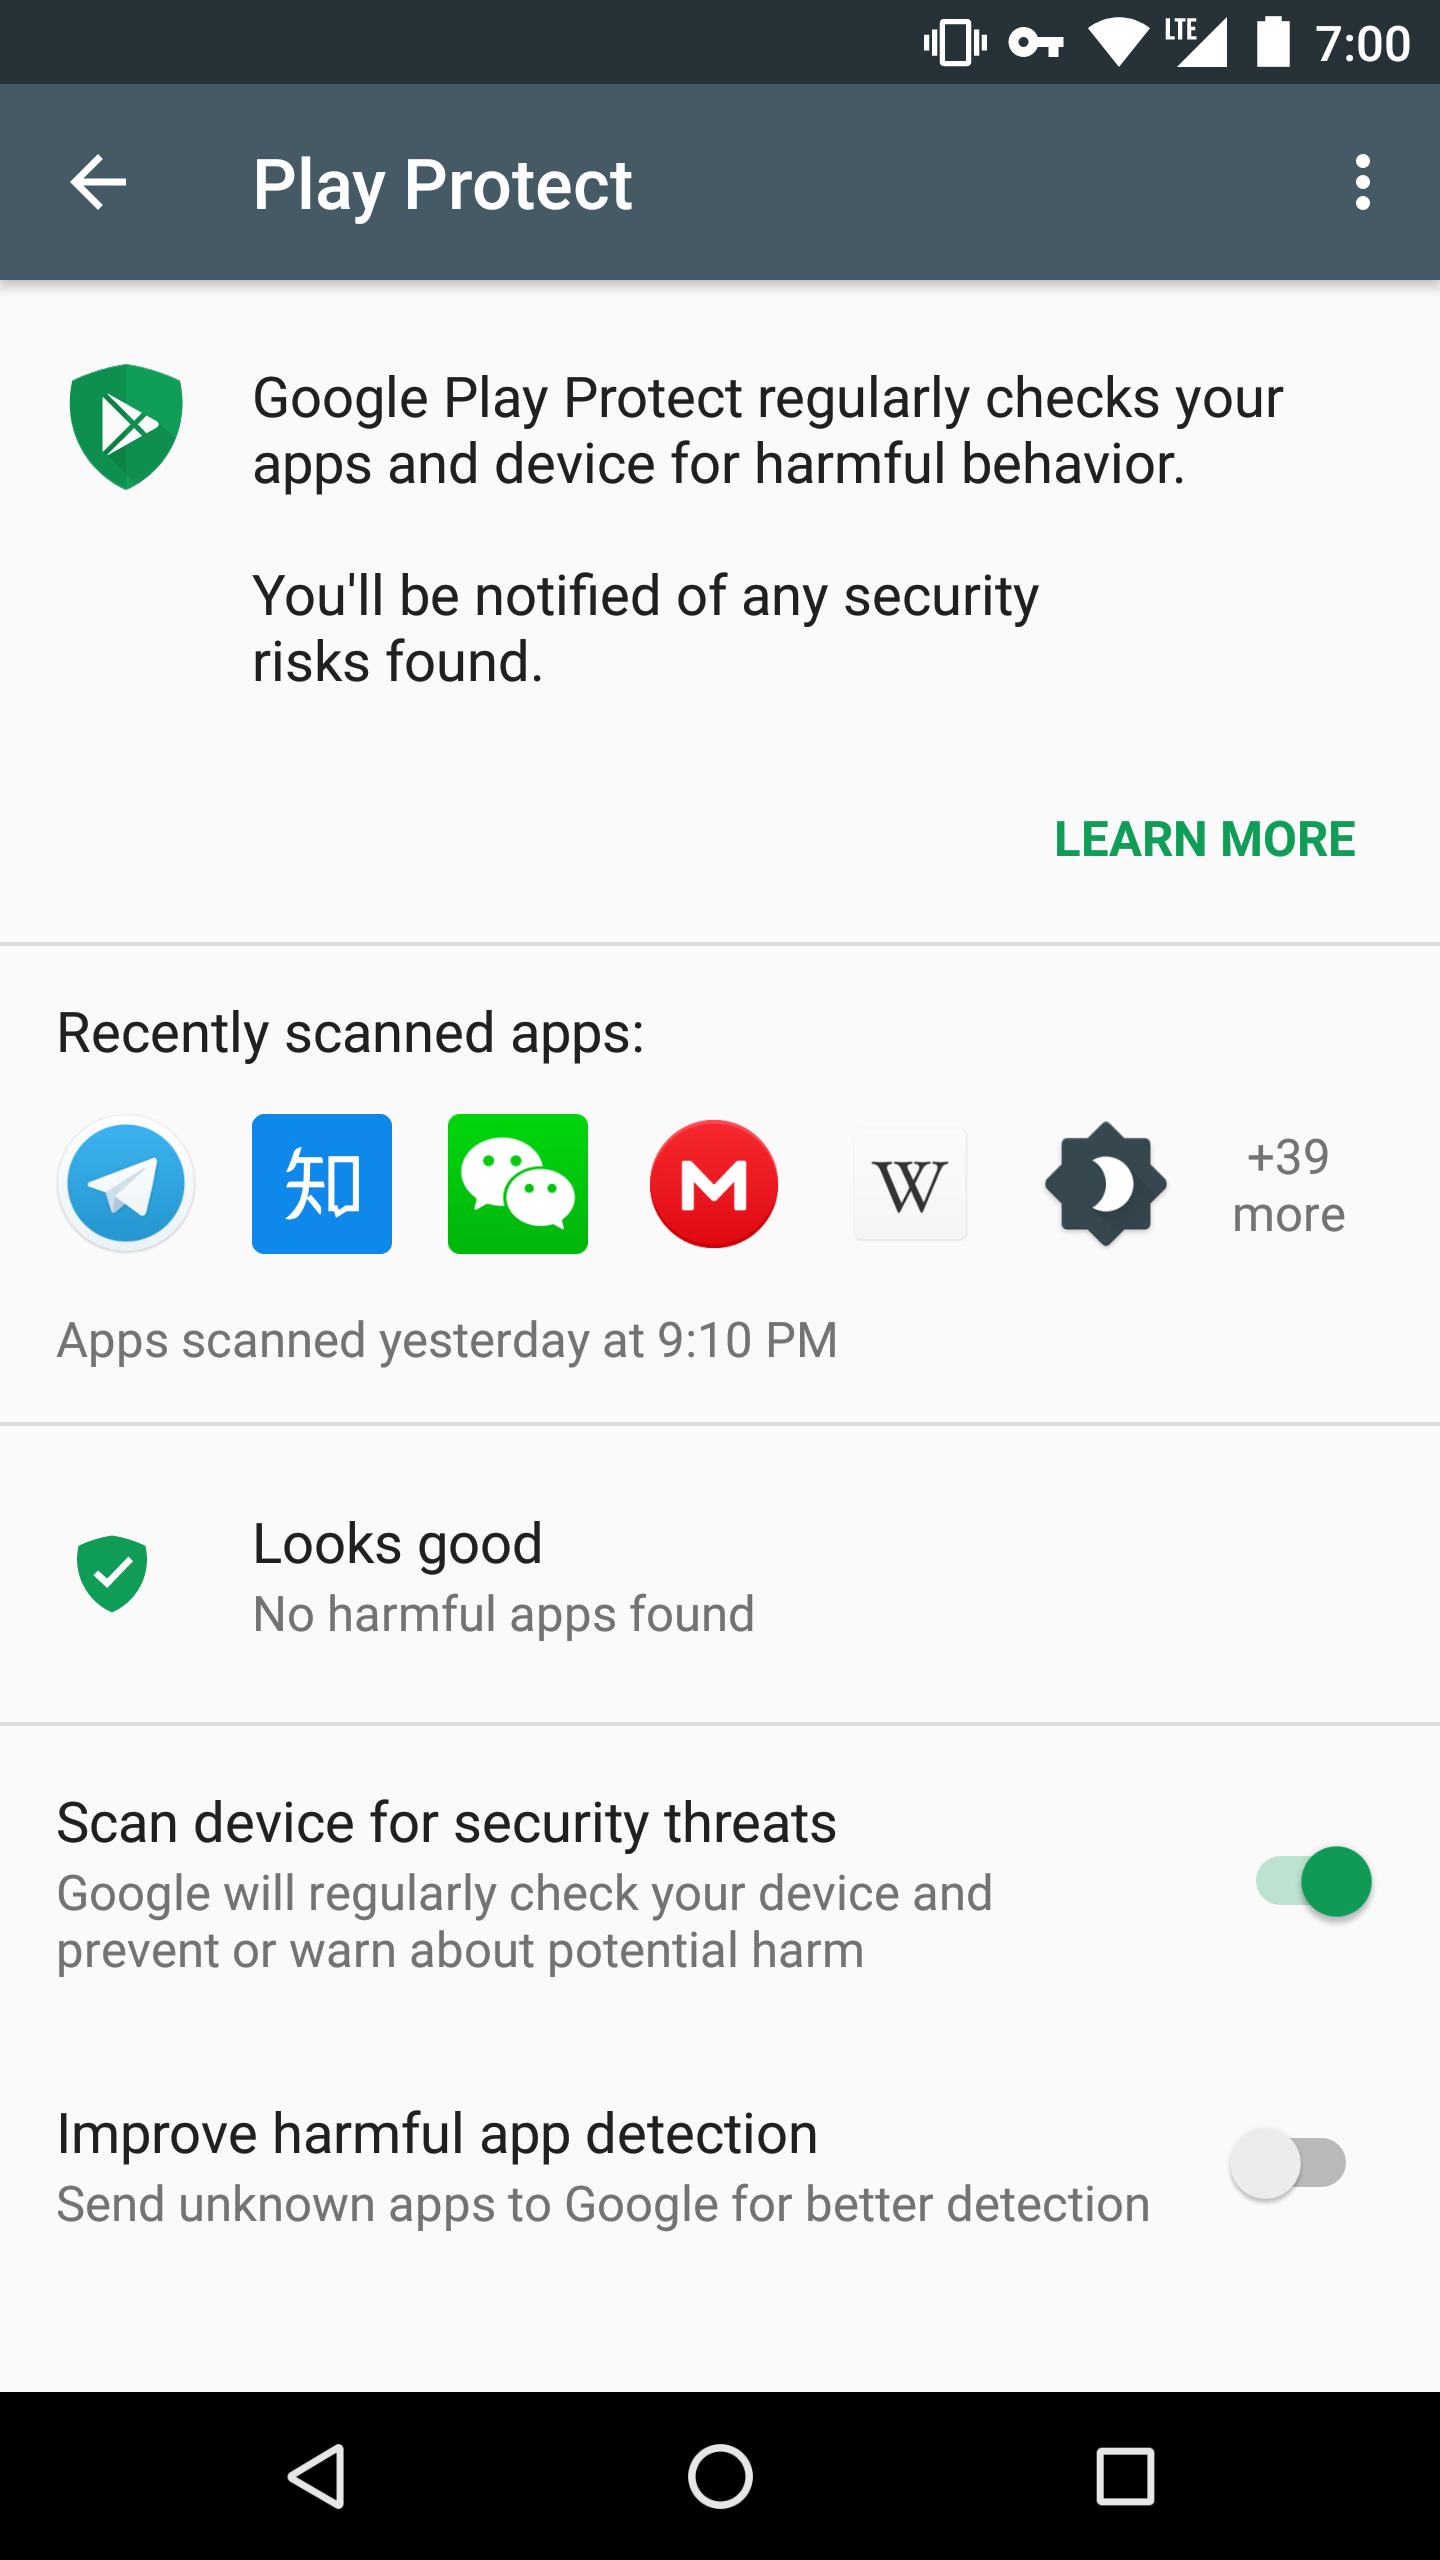 LTE 7:00
Play Protect
Google Play Protect regularly checks your
apps and device for harmful behavior.
You'll be notified of any security
risks found.
LEARN MORE
Recently scanned apps:
知 M W +39
more
Apps scanned yesterday at 9:10 PM
Looks good
No harmful apps found
Scan device for security threats
Google will regularly check your device and
prevent or warn about potential harm
Improve harmful app detection
Send unknown apps to Google for better detection